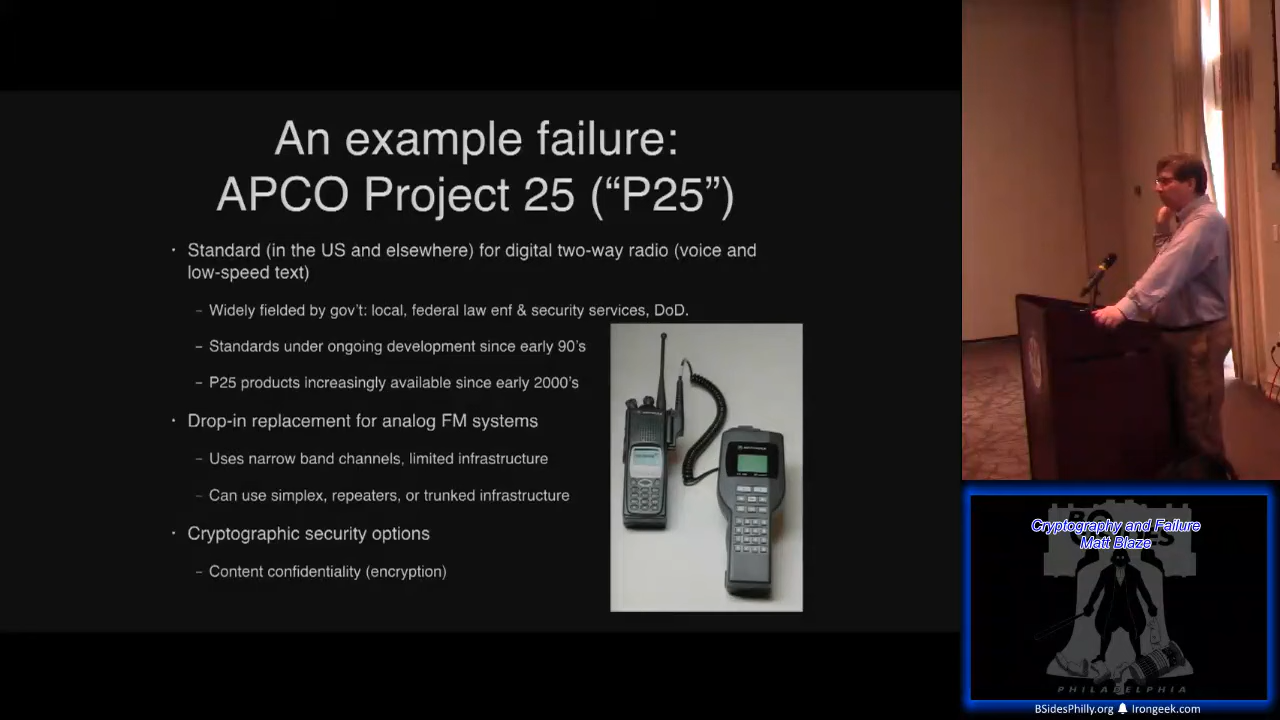 An example failure:
APCO Project 25 (“P25”)
· Standard (in the US and elsewhere) for digital two-way radio (voice and
low-speed text)
– Widely fielded by gov’t: local, federal law enf & security services, DoD.
– Standards under ongoing development since early 90’s
– P25 products increasingly available since early 2000’s
· Drop-in replacement for analog FM systems
– Uses narrow band channels, limited infrastructure
– Can use simplex, repeaters, or trunked infrastructure
· Cryptographic security options
– Content confidentiality (encryption)
Cryptography and Failure
Matt Blaze
PHILADELPHIA
BSidesPhilly.org Irongeek.com